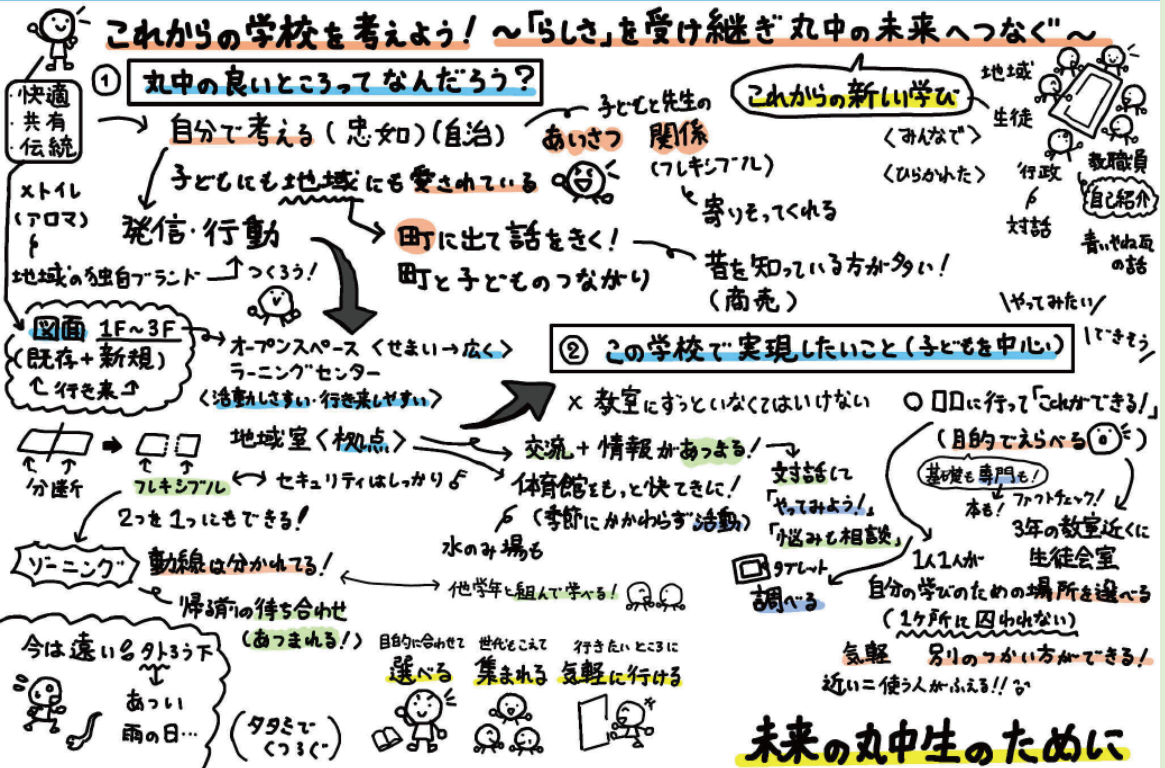 これからの学校を考えよう! ～「らしさ」を受け継ぎ 丸中の未来へつなぐ～
・快適
・共有
・伝統
① 丸中の良いところってなんだろう?
自分で考える (忠如)(自治)
子どもと先生の
あいさつ 関係
(フレキシブル)
寄りそってくれる
子どもにも地域にも愛されている
発信・行動
町に出て話をきく!
町と子どものつながり
昔を知っている方が多い!
(商売)
×トイレ
(アロマ)
地域の独自ブランド
つくろう!
これからの新しい学び
〈みんなで〉
〈ひらかれた〉
地域
生徒
行政
対話
教職員
自己紹介
青いやね瓦
の話
図面 1F～3F
(既存+新規)
行き来
オープンスペース〈せまい→広く〉
ラーニングセンター
〈活動しやすい・行き来しやすい〉
地域室〈拠点〉
分断
フレキシブル
セキュリティはしっかり
2つを1つにもできる!
ゾーニング
動線は分かれてる!
帰る前の待ち合わせ
(あつまれる!)
他学年と組んで学べる!
今は遠い
ろう下
あつい
雨の日…
(タタミで
くつろぐ)
\やってみたい/
\できそう/
② この学校で実現したいこと(子どもを中心に)
× 教室にずっといなくてはいけない
交流+情報があつまる!
体育館をもっと快てきに!
(季節にかかわらず活動)
水のみ場も
対話して
「やってみよう!」
「悩みも相談」
タブレット
調べる
○ □□に行って「これができる!」
(目的でえらべる)
基礎も専門も!
本も! ファクトチェック!
3年の教室近くに
生徒会室
1人1人が
自分の学びのための場所を選べる
(1ヶ所に囚われない)
気軽 別のつかい方ができる!
近い=使う人がふえる!!
目的に合わせて
選べる
世代をこえて
集まれる
行きたいところに
気軽に行ける
未来の丸中生のために